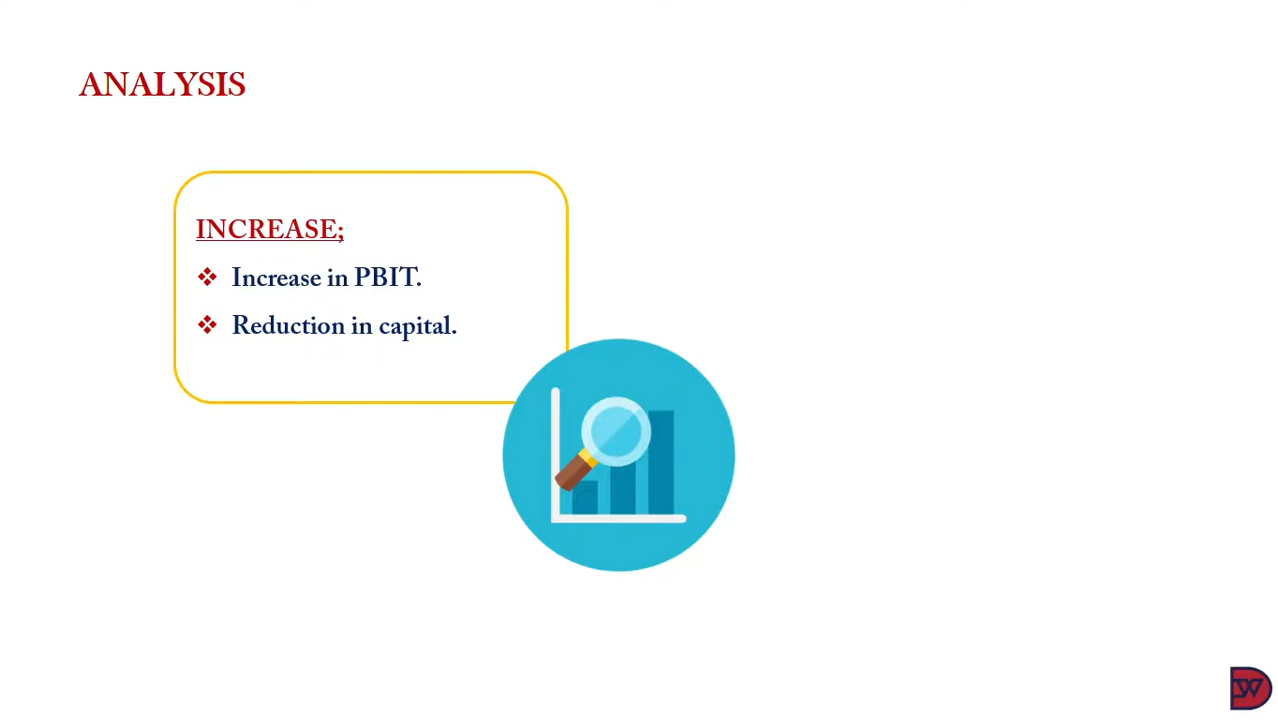 ANALYSIS
INCREASE;
Increase in PBIT.
Reduction in capital.